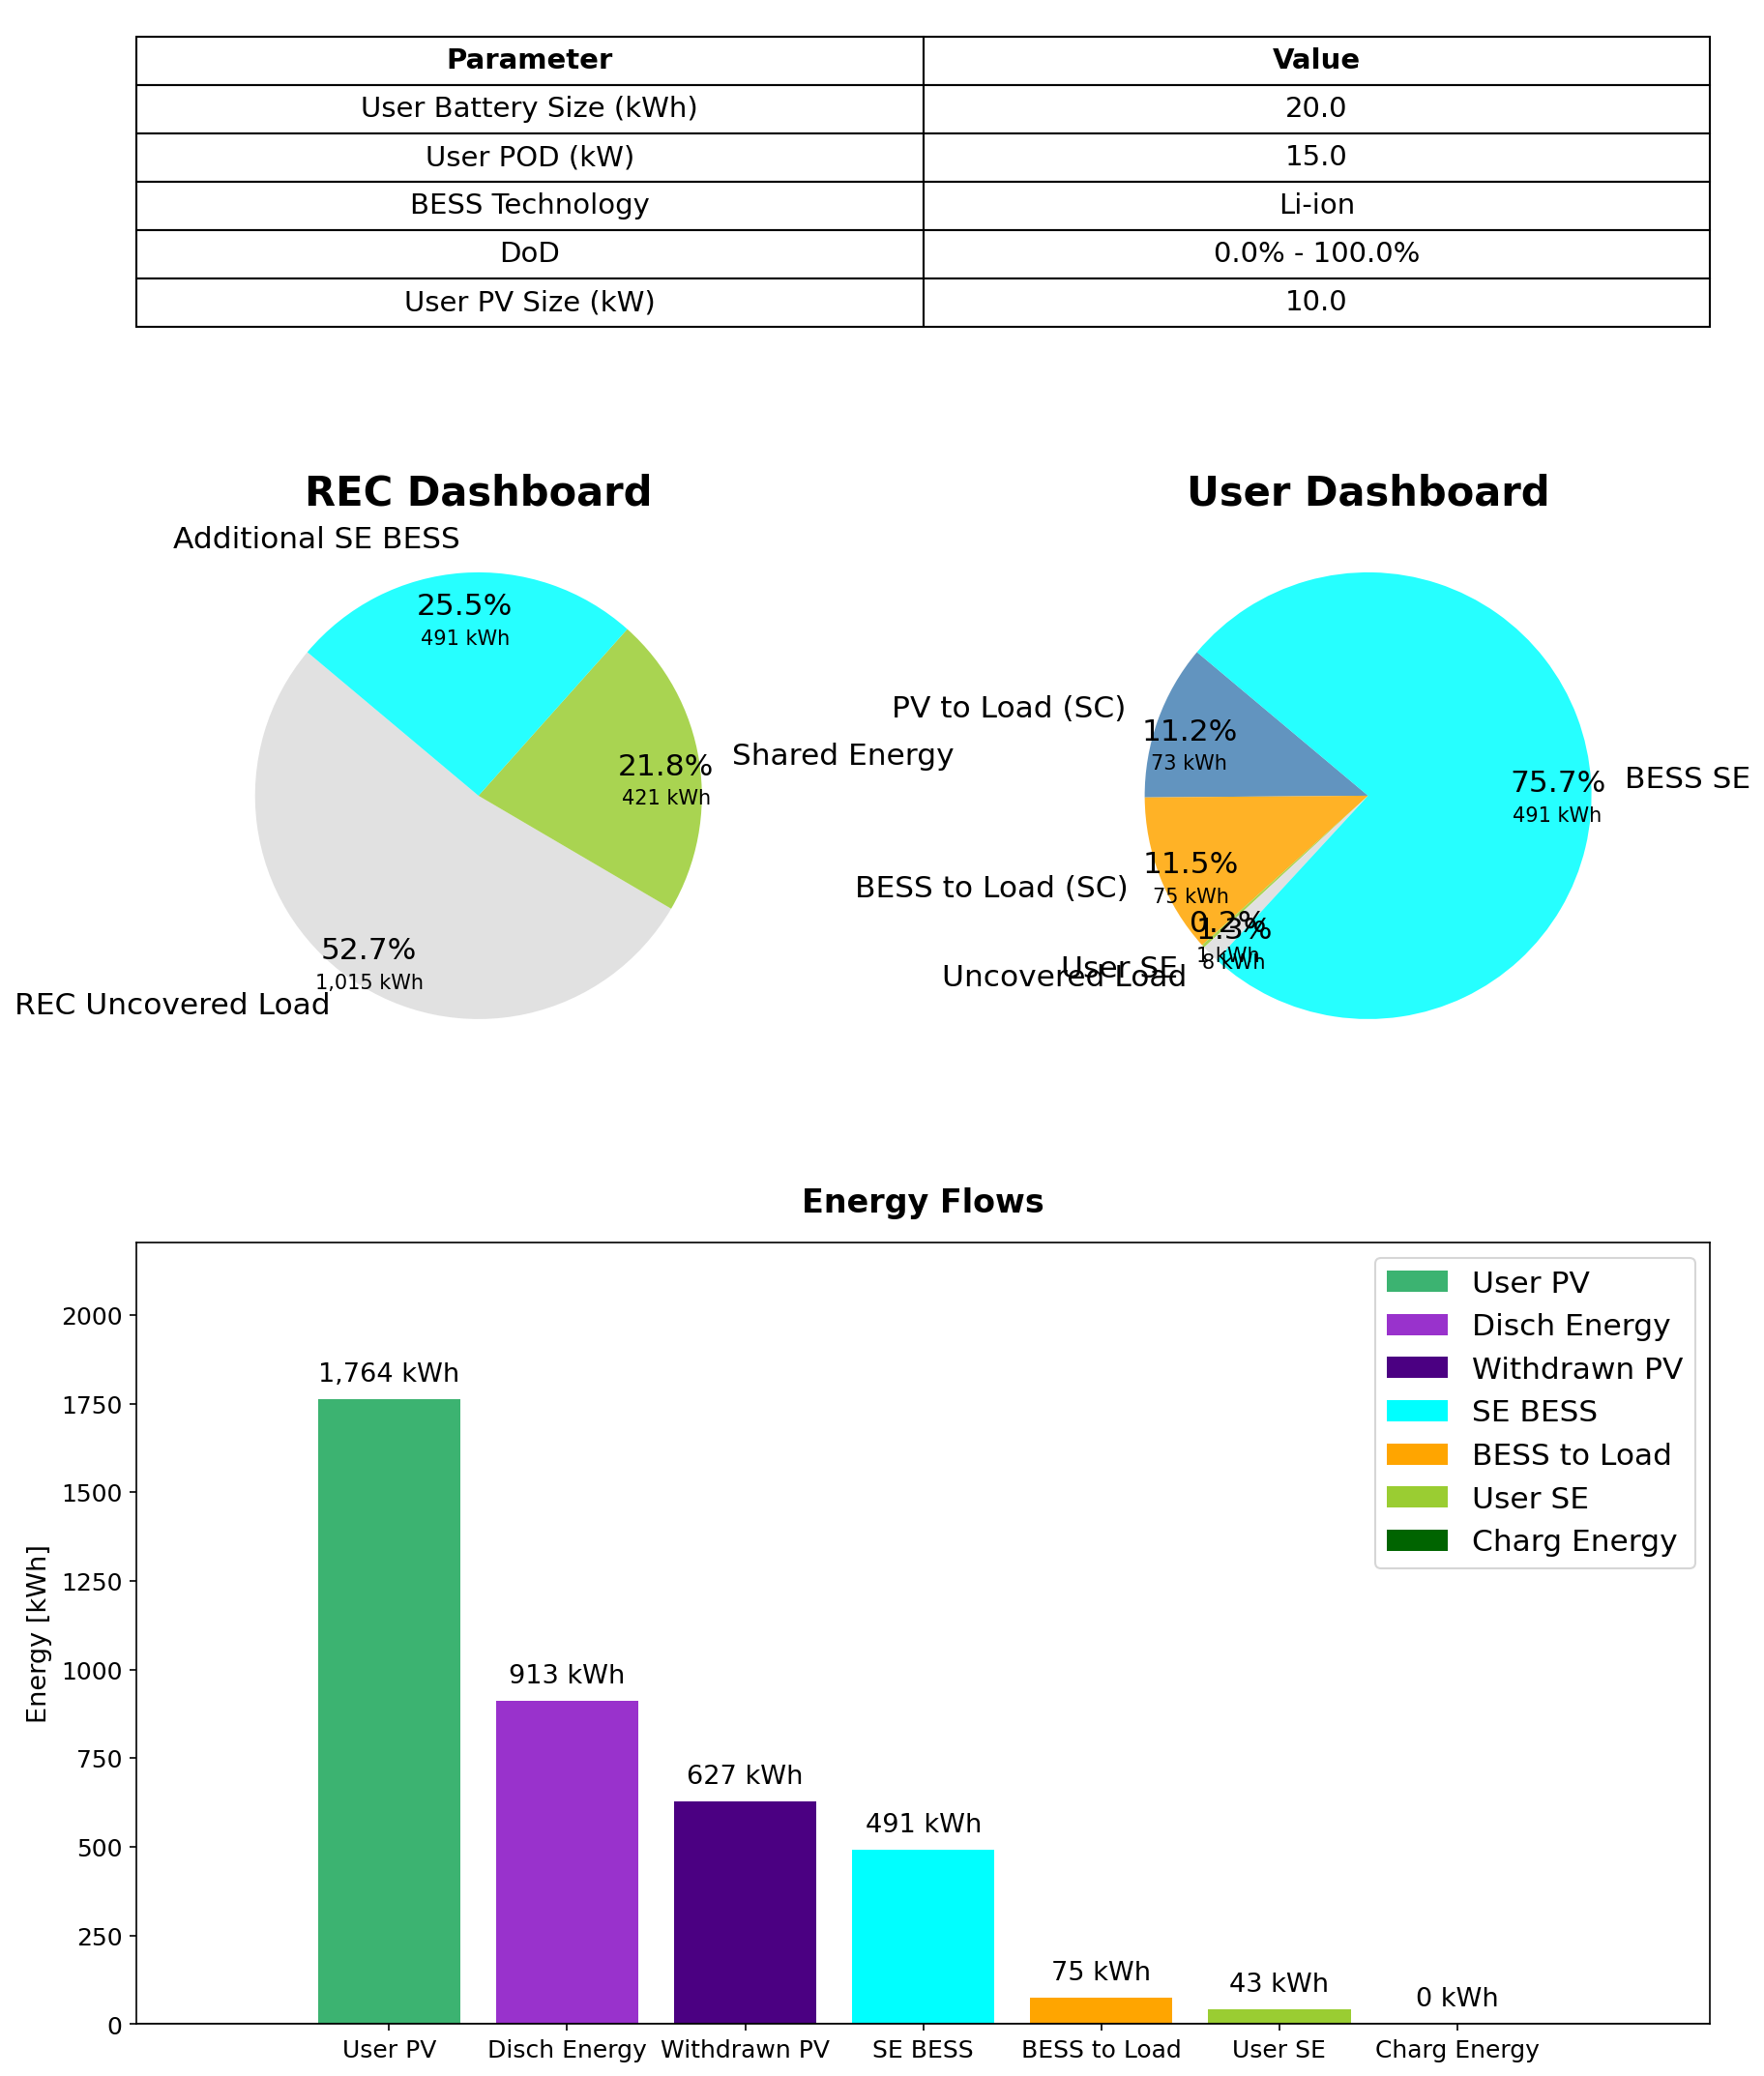 Parameter Value
User Battery Size (kWh) 20.0
User POD (kW) 15.0
BESS Technology Li-ion
DoD 0.0% - 100.0%
User PV Size (kW) 10.0
REC Dashboard
Additional SE BESS
25.5%
491 kWh
21.8%
421 kWh
Shared Energy
52.7%
1,015 kWh
REC Uncovered Load
User Dashboard
PV to Load (SC)
11.2%
73 kWh
75.7%
491 kWh
BESS SE
BESS to Load (SC)
11.5%
75 kWh
0.2%
1 kWh
User SE
1.3%
8 kWh
Uncovered Load
Energy Flows
Energy [kWh]
2000
1750
1500
1250
1000
750
500
250
0
1,764 kWh
913 kWh
627 kWh
491 kWh
75 kWh
43 kWh
0 kWh
User PV
Disch Energy
Withdrawn PV
SE BESS
BESS to Load
User SE
Charg Energy
User PV
Disch Energy
Withdrawn PV
SE BESS
BESS to Load
User SE
Charg Energy